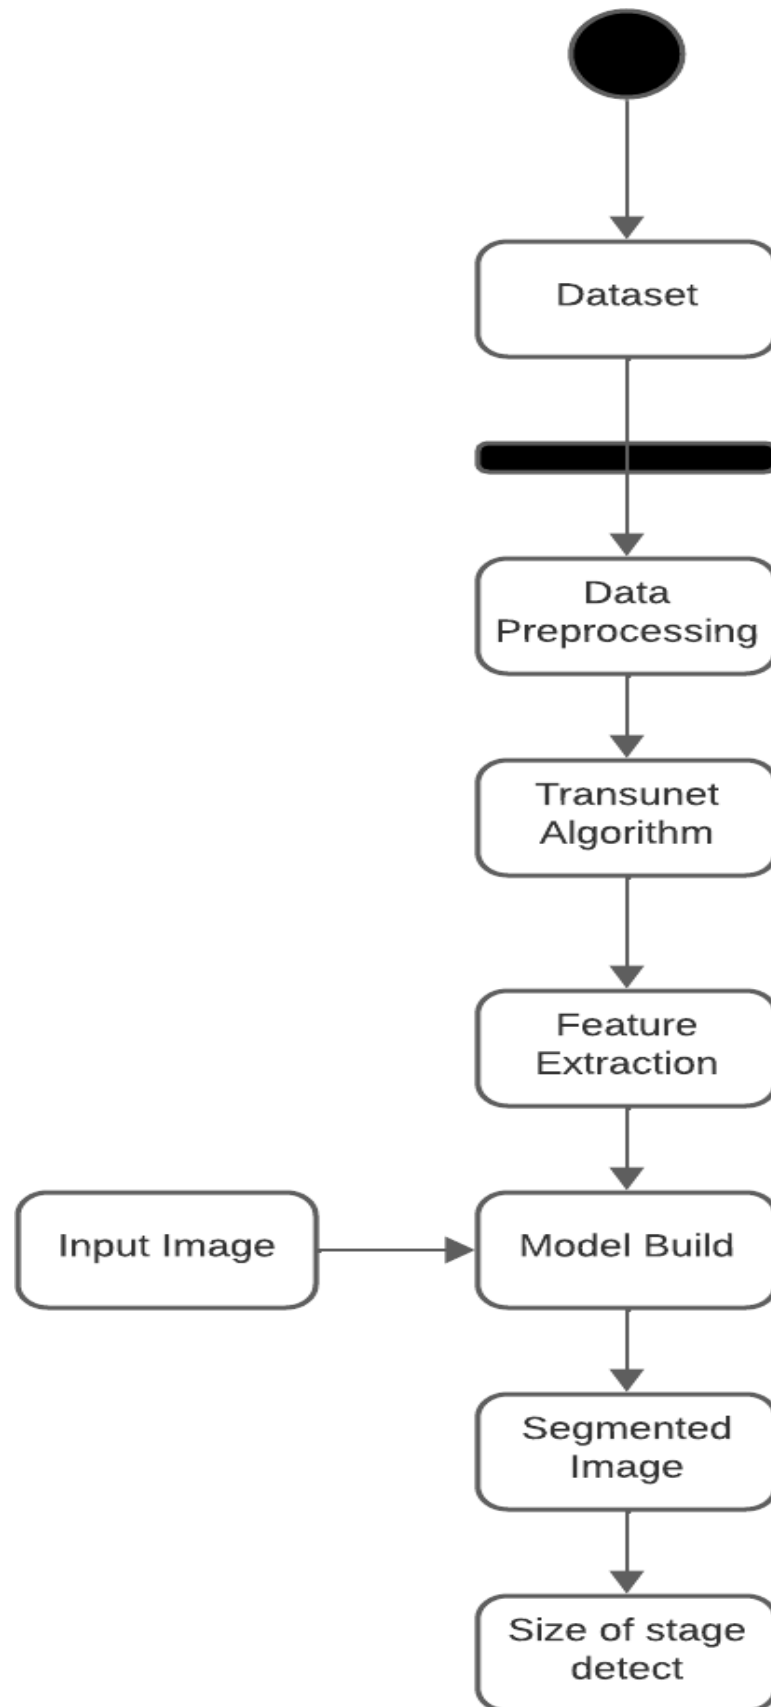 Dataset
Data
Preprocessing
Transunet
Algorithm
Feature
Extraction
Input Image
Model Build
Segmented
Image
Size of stage
detect